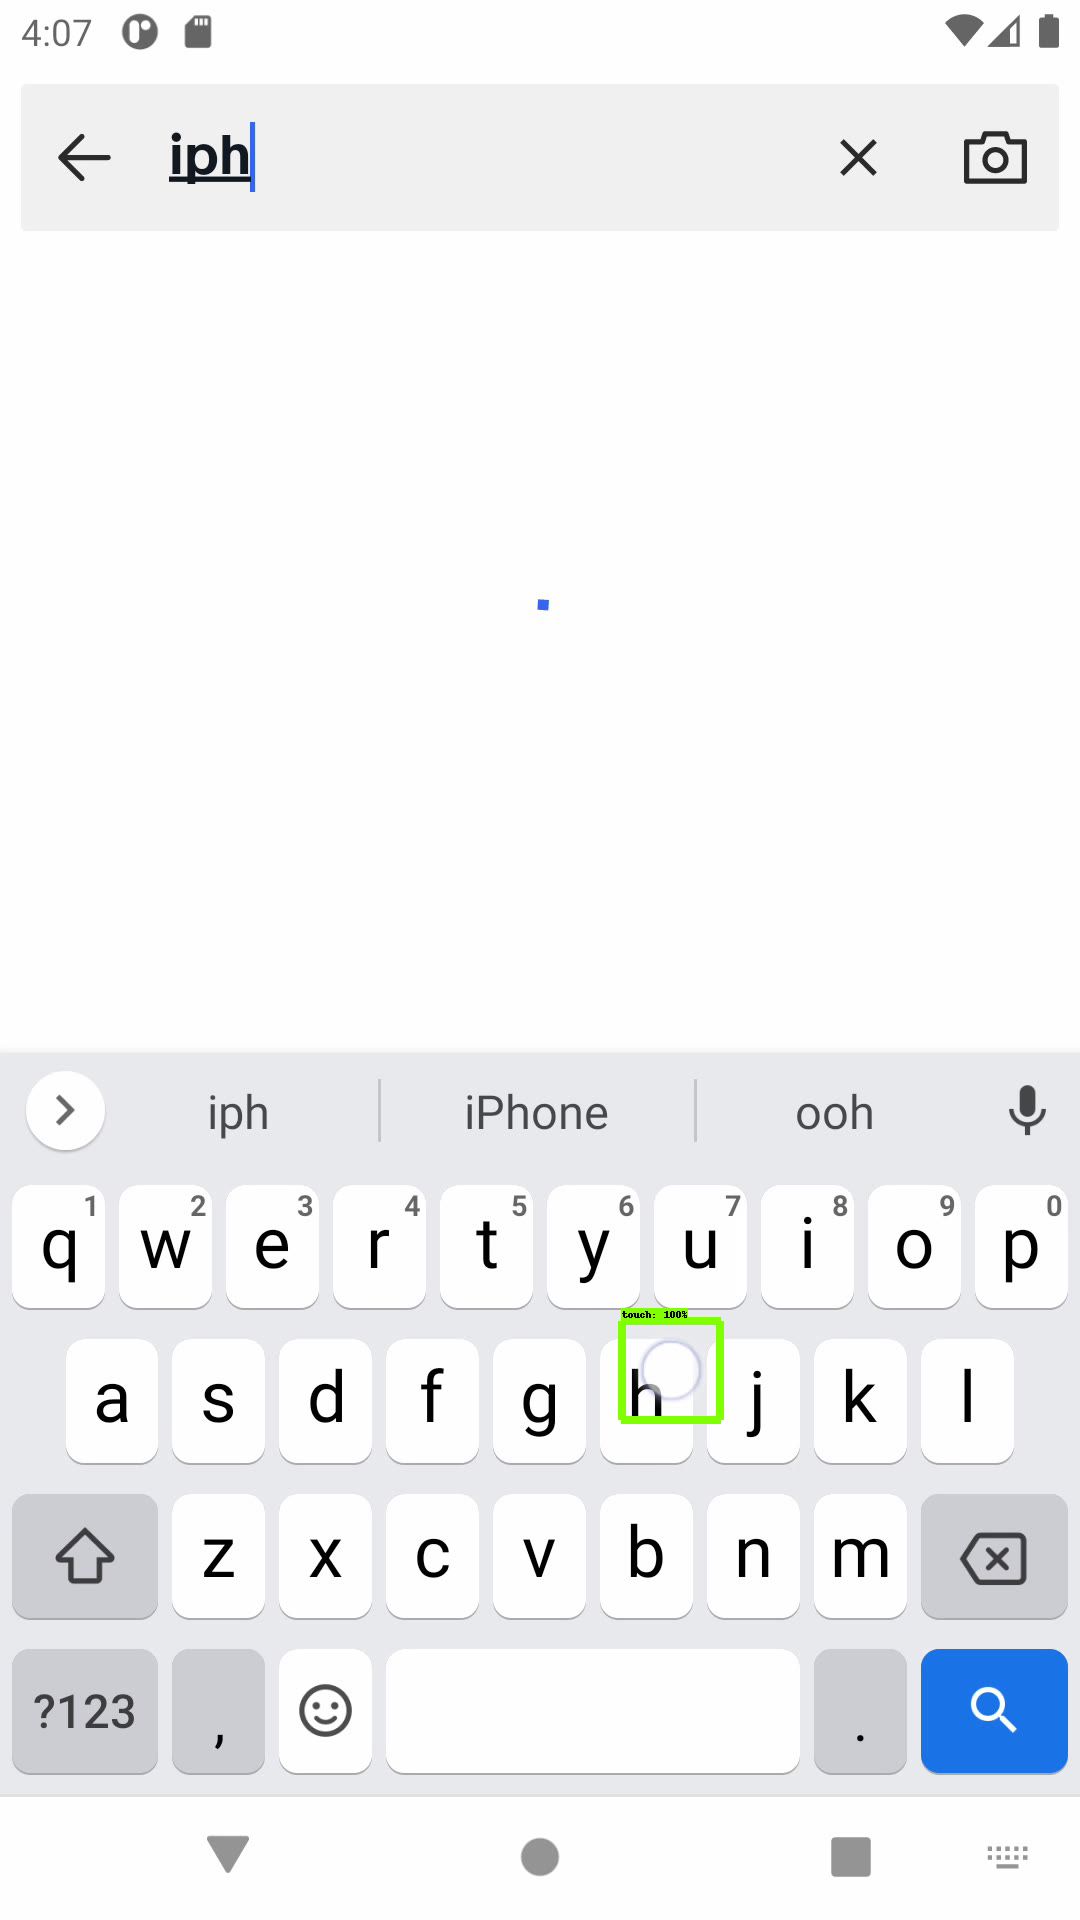 4:07
iph
iph iPhone ooh
1 2 3 4 5 6 7 8 9 0
q w e r t y u i o p
touch: 100%
a s d f g h j k l
z x c v b n m
?123 , .